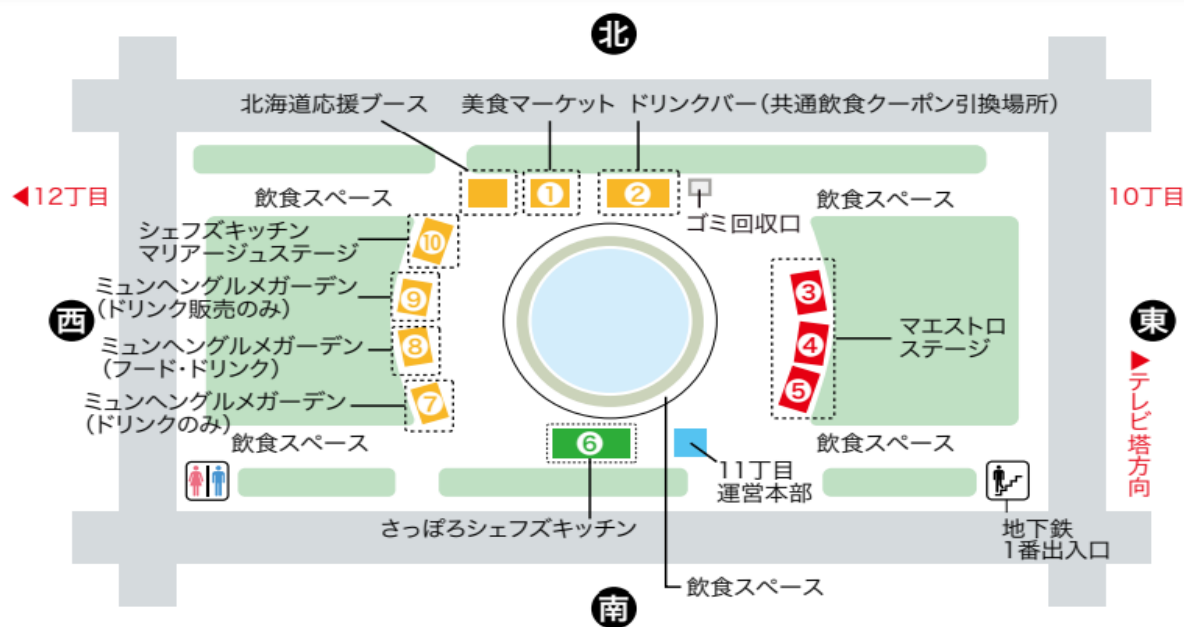 北
北海道応援ブース
美食マーケット
ドリンクバー（共通飲食クーポン引換場所）
◀12丁目
飲食スペース
①
②
ゴミ回収口
飲食スペース
10丁目
シェフズキッチン
マリアージュステージ
⑩
ミュンヘングルメガーデン
（ドリンク販売のみ）
⑨
③
西
東
ミュンヘングルメガーデン
（フード・ドリンク）
⑧
④
マエストロ
ステージ
ミュンヘングルメガーデン
（ドリンクのみ）
⑦
⑤
▶テレビ塔方向
飲食スペース
⑥
11丁目
運営本部
飲食スペース
さっぽろシェフズキッチン
地下鉄
1番出入口
飲食スペース
南